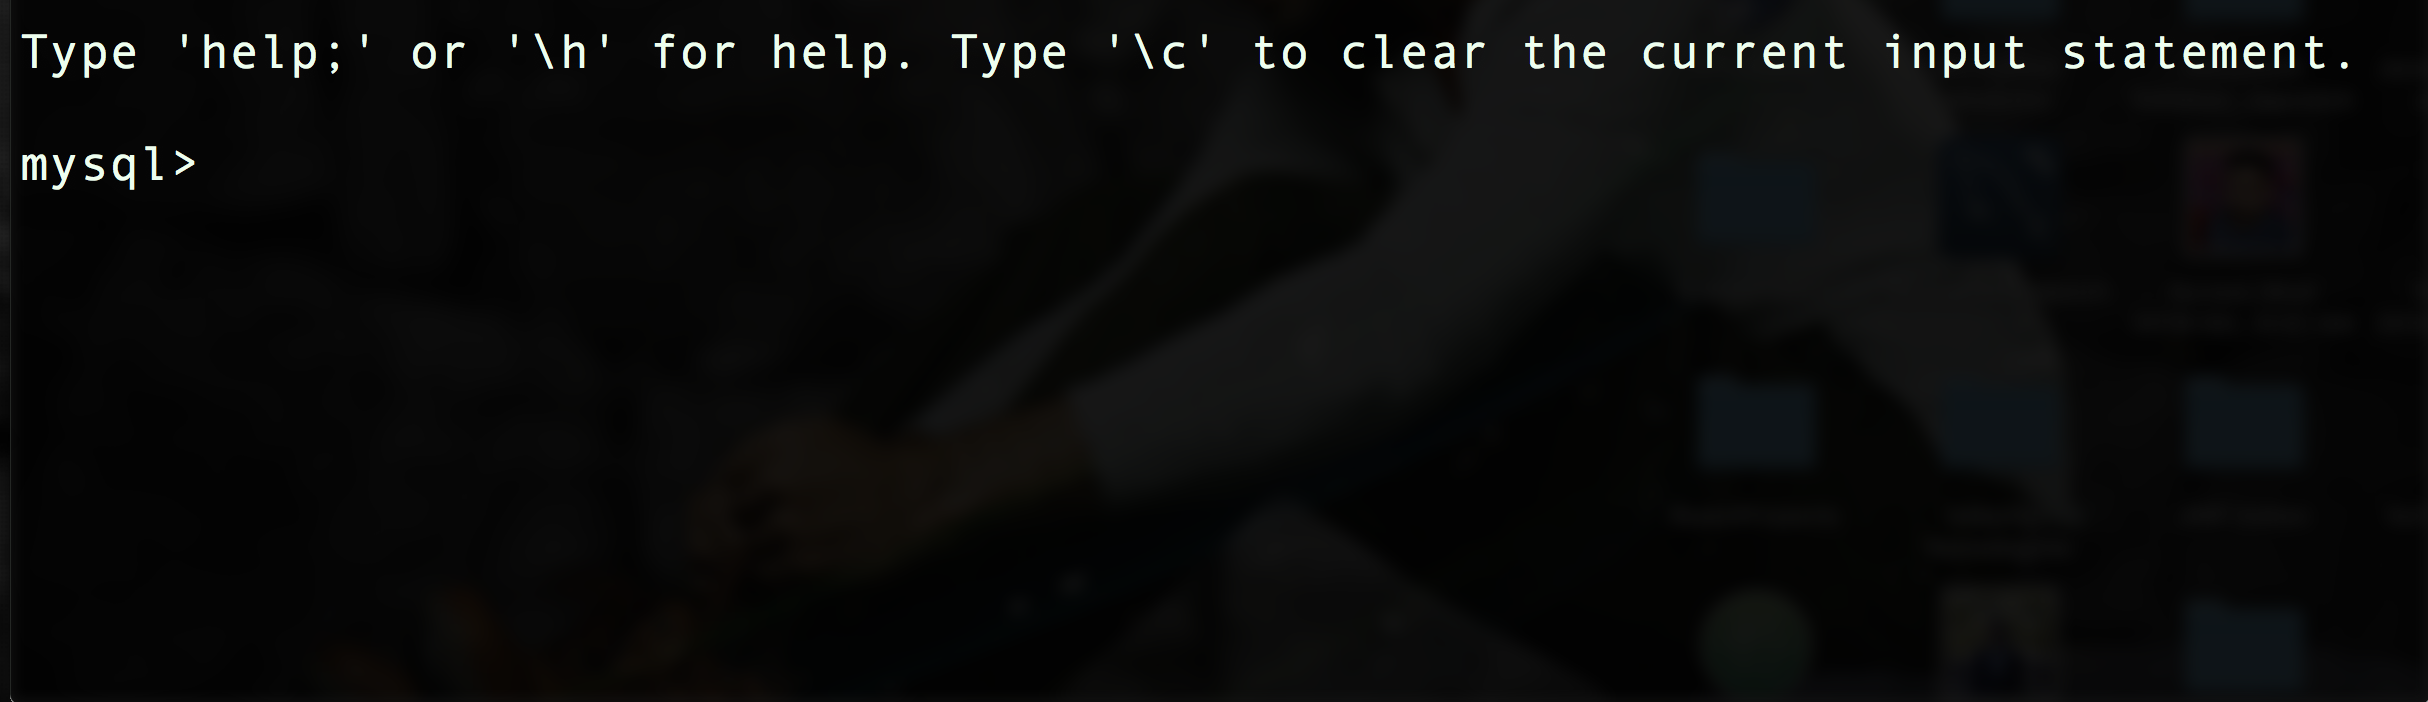 Type 'help;' or '\h' for help. Type '\c' to clear the current input statement.
mysql>